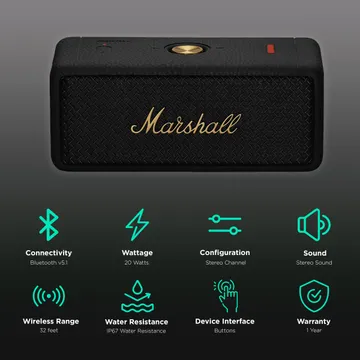 Marshall
Connectivity
Bluetooth v5.1
Wattage
20 Watts
Configuration
Stereo Channel
Sound
Stereo Sound
Wireless Range
32 feet
Water Resistance
IP67 Water Resistance
Device Interface
Buttons
Warranty
1 Year